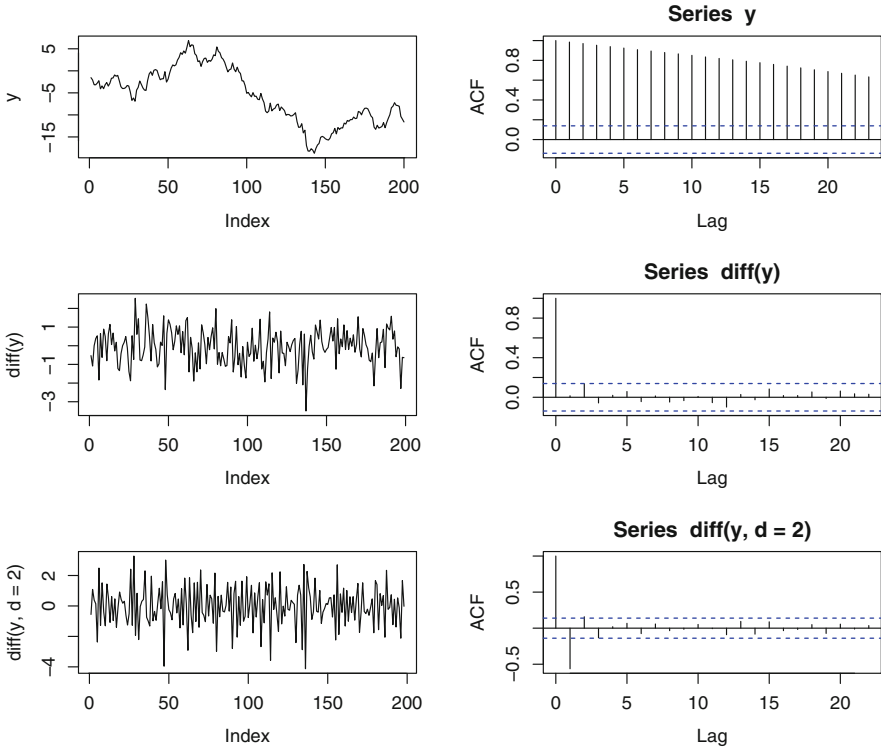 Series y
y
5
-5
-15
0 50 100 150 200
Index
ACF
0.8
0.4
0.0
0 5 10 15 20
Lag
Series diff(y)
diff(y)
1
-1
-3
0 50 100 150 200
Index
ACF
0.8
0.4
0.0
0 5 10 15 20
Lag
Series diff(y, d = 2)
diff(y, d = 2)
2
0
-4
0 50 100 150 200
Index
ACF
0.5
-0.5
0 5 10 15 20
Lag